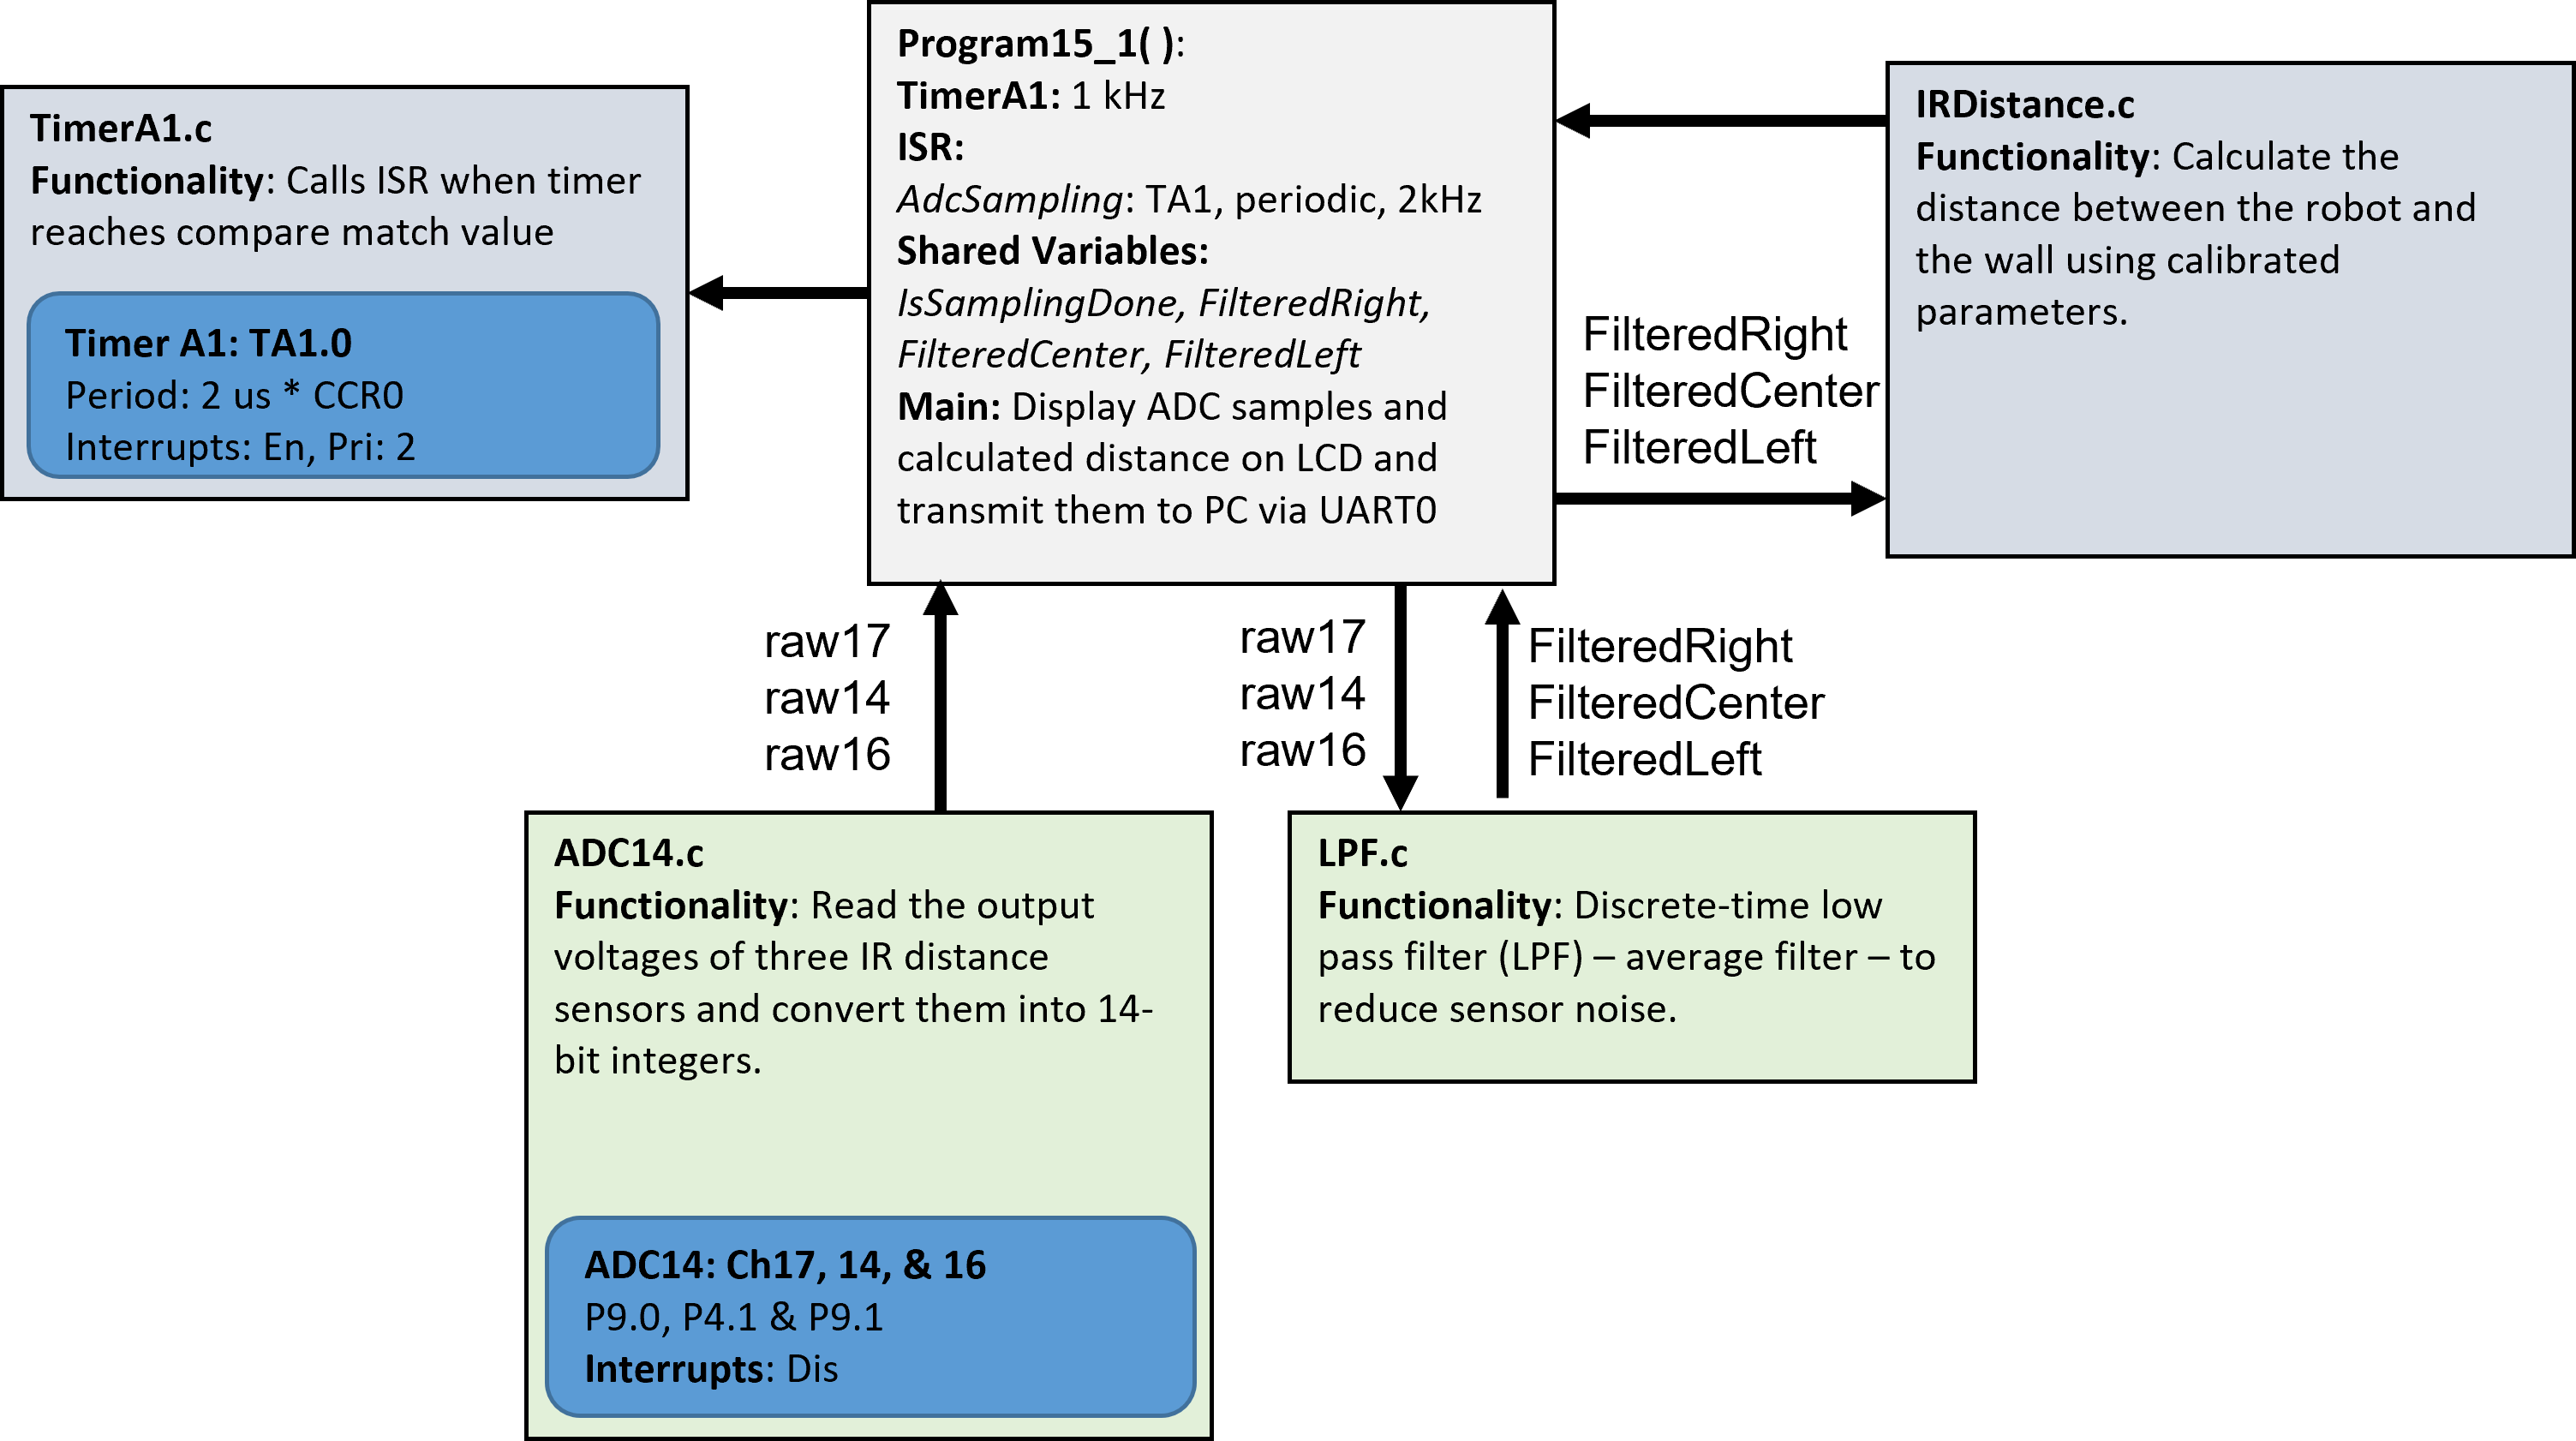 Program15_1( ):
TimerA1: 1 kHz
ISR:
AdcSampling: TA1, periodic, 2kHz
Shared Variables:
IsSamplingDone, FilteredRight,
FilteredCenter, FilteredLeft
Main: Display ADC samples and
calculated distance on LCD and
transmit them to PC via UART0
TimerA1.c
Functionality: Calls ISR when timer
reaches compare match value
Timer A1: TA1.0
Period: 2 us * CCR0
Interrupts: En, Pri: 2
IRDistance.c
Functionality: Calculate the
distance between the robot and
the wall using calibrated
parameters.
FilteredRight
FilteredCenter
FilteredLeft
raw17
raw14
raw16
raw17
raw14
raw16
FilteredRight
FilteredCenter
FilteredLeft
ADC14.c
Functionality: Read the output
voltages of three IR distance
sensors and convert them into 14-
bit integers.
ADC14: Ch17, 14, & 16
P9.0, P4.1 & P9.1
Interrupts: Dis
LPF.c
Functionality: Discrete-time low
pass filter (LPF) – average filter – to
reduce sensor noise.